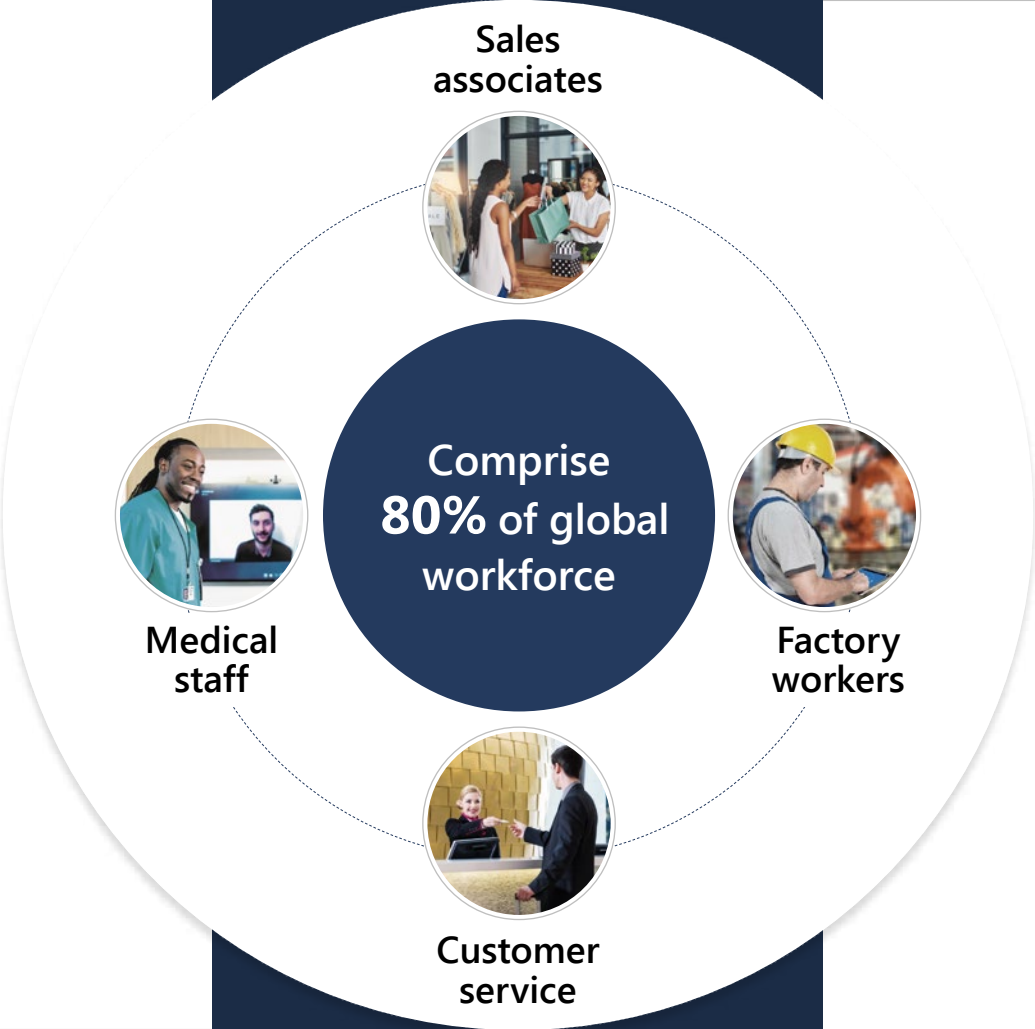 Sales
associates
Comprise
80% of global
workforce
Medical
staff
Factory
workers
Customer
service